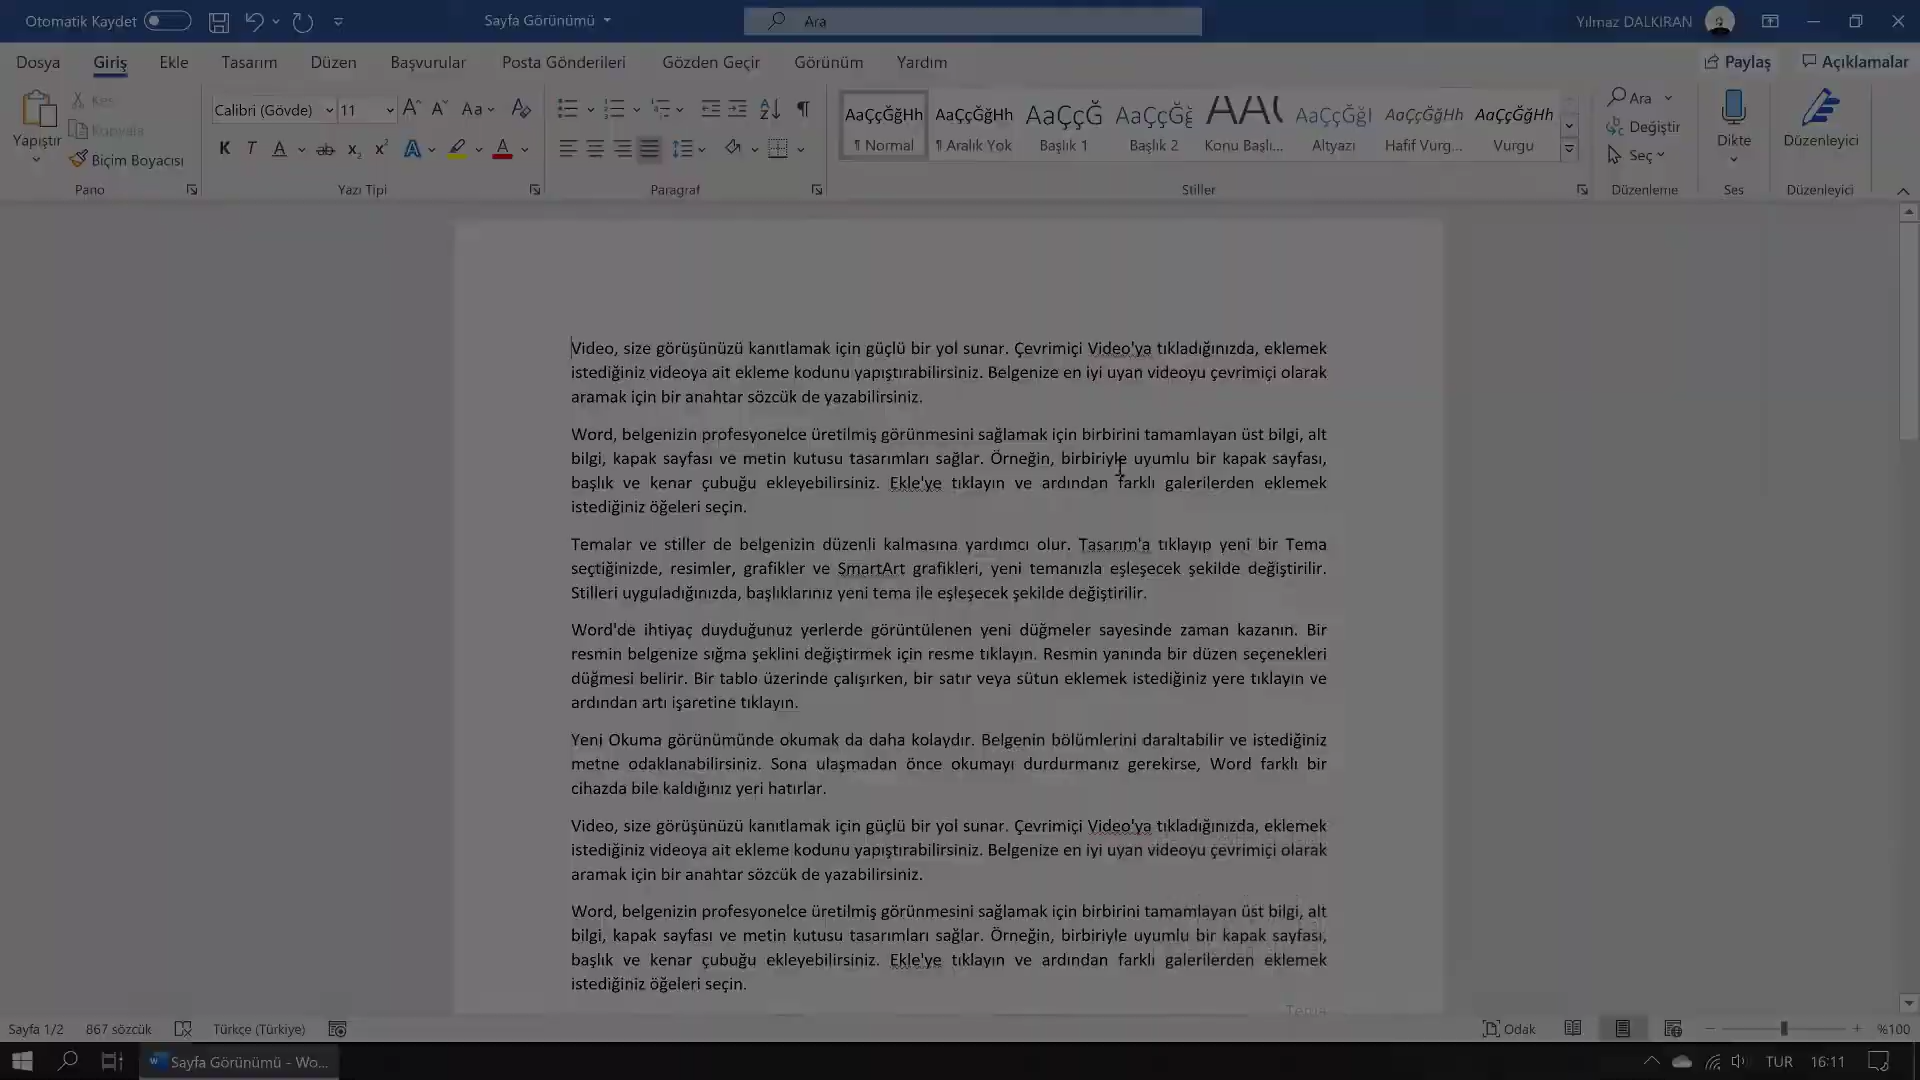 Otomatik Kaydet
Sayfa Görünümü
Ara
Yılmaz DALKIRAN
Dosya Giriş Ekle Tasarım Düzen Başvurular Posta Gönderileri Gözden Geçir Görünüm Yardım
Paylaş
Açıklamalar
Yapıştır
Kes
Kopyala
Biçim Boyacısı
Pano
Calibri (Gövde) 11
K T A ab x₂ x² A A
Yazı Tipi
Paragraf
AaÇçĞğHh AaÇçĞğHh AaÇçĞ AaÇçĞğ AAÇ AaÇçĞğH AaÇçĞğHh AaÇçĞğHh
¶ Normal ¶ Aralık Yok Başlık 1 Başlık 2 Konu Başlı... Altyazı Hafif Vurg... Vurgu
Stiller
Ara
Değiştir
Seç
Düzenleme
Dikte
Ses
Düzenleyici
Düzenleyici
Video, size görüşünüzü kanıtlamak için güçlü bir yol sunar. Çevrimiçi Video'ya tıkladığınızda, eklemek
istediğiniz videoya ait ekleme kodunu yapıştırabilirsiniz. Belgenize en iyi uyan videoyu çevrimiçi olarak
aramak için bir anahtar sözcük de yazabilirsiniz.
Word, belgenizin profesyonelce üretilmiş görünmesini sağlamak için birbirini tamamlayan üst bilgi, alt
bilgi, kapak sayfası ve metin kutusu tasarımları sağlar. Örneğin, birbiriyle uyumlu bir kapak sayfası,
başlık ve kenar çubuğu ekleyebilirsiniz. Ekle'ye tıklayın ve ardından farklı galerilerden eklemek
istediğiniz öğeleri seçin.
Temalar ve stiller de belgenizin düzenli kalmasına yardımcı olur. Tasarım'a tıklayıp yeni bir Tema
seçtiğinizde, resimler, grafikler ve SmartArt grafikleri, yeni temanızla eşleşecek şekilde değiştirilir.
Stilleri uyguladığınızda, başlıklarınız yeni tema ile eşleşecek şekilde değiştirilir.
Word'de ihtiyaç duyduğunuz yerlerde görüntülenen yeni düğmeler sayesinde zaman kazanın. Bir
resmin belgenize sığma şeklini değiştirmek için resme tıklayın. Resmin yanında bir düzen seçenekleri
düğmesi belirir. Bir tablo üzerinde çalışırken, bir satır veya sütun eklemek istediğiniz yere tıklayın ve
ardından artı işaretine tıklayın.
Yeni Okuma görünümünde okumak da daha kolaydır. Belgenin bölümlerini daraltabilir ve istediğiniz
metne odaklanabilirsiniz. Sona ulaşmadan önce okumayı durdurmanız gerekirse, Word farklı bir
cihazda bile kaldığınız yeri hatırlar.
Video, size görüşünüzü kanıtlamak için güçlü bir yol sunar. Çevrimiçi Video'ya tıkladığınızda, eklemek
istediğiniz videoya ait ekleme kodunu yapıştırabilirsiniz. Belgenize en iyi uyan videoyu çevrimiçi olarak
aramak için bir anahtar sözcük de yazabilirsiniz.
Word, belgenizin profesyonelce üretilmiş görünmesini sağlamak için birbirini tamamlayan üst bilgi, alt
bilgi, kapak sayfası ve metin kutusu tasarımları sağlar. Örneğin, birbiriyle uyumlu bir kapak sayfası,
başlık ve kenar çubuğu ekleyebilirsiniz. Ekle'ye tıklayın ve ardından farklı galerilerden eklemek
istediğiniz öğeleri seçin.
Tema
Sayfa 1/2 867 sözcük Türkçe (Türkiye)
Odak
%100
Sayfa Görünümü - Wo...
TUR 16:11